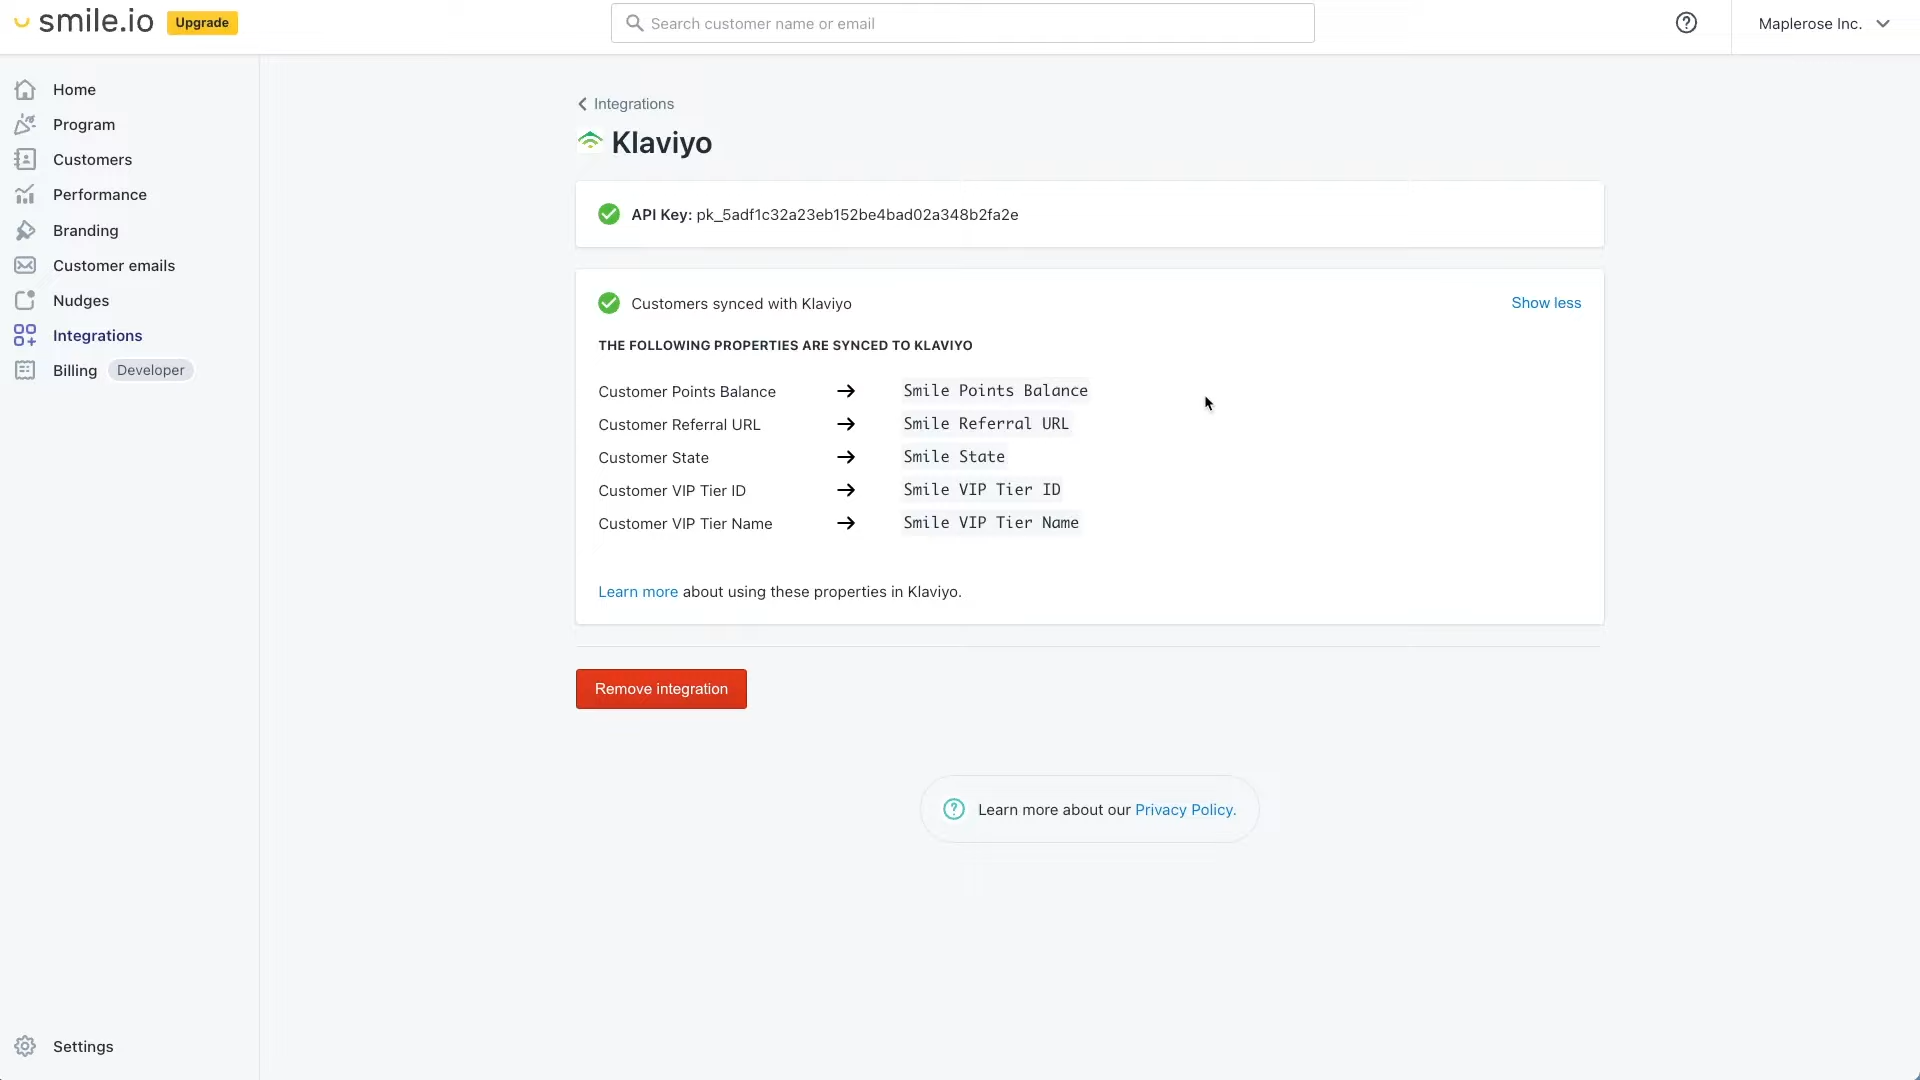 smile.io Upgrade
Search customer name or email
Maplerose Inc.
Home
Program
Customers
Performance
Branding
Customer emails
Nudges
Integrations
Billing Developer
Settings
Integrations
Klaviyo
API Key: pk_5adf1c32a23eb152be4bad02a348b2fa2e
Customers synced with Klaviyo
Show less
THE FOLLOWING PROPERTIES ARE SYNCED TO KLAVIYO
Customer Points Balance → Smile Points Balance
Customer Referral URL → Smile Referral URL
Customer State → Smile State
Customer VIP Tier ID → Smile VIP Tier ID
Customer VIP Tier Name → Smile VIP Tier Name
Learn more about using these properties in Klaviyo.
Remove integration
Learn more about our Privacy Policy.